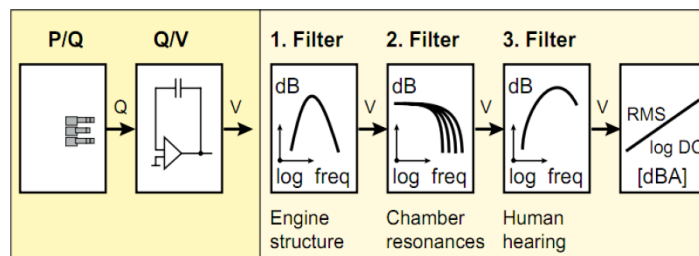 P/Q Q/V 1. Filter 2. Filter 3. Filter
dB dB dB
Q V V V V RMS
log DC
log freq log freq log freq [dBA]
Engine Chamber Human
structure resonances hearing